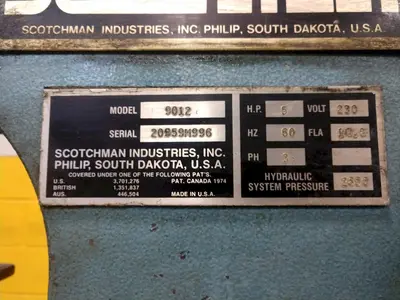 SCOTCHMAN INDUSTRIES, INC. PHILIP, SOUTH DAKOTA, U.S.A.
MODEL 9012
SERIAL 20959M996
SCOTCHMAN INDUSTRIES, INC.
PHILIP, SOUTH DAKOTA, U.S.A.
COVERED UNDER ONE OF THE FOLLOWING PAT'S.
U.S. 3,701,276 PAT. CANADA 1974
BRITISH 1,351,837
AUS. 446,504 MADE IN U.S.A.
H.P. VOLT 230
HZ 60 FLA
PH 3
HYDRAULIC
SYSTEM PRESSURE